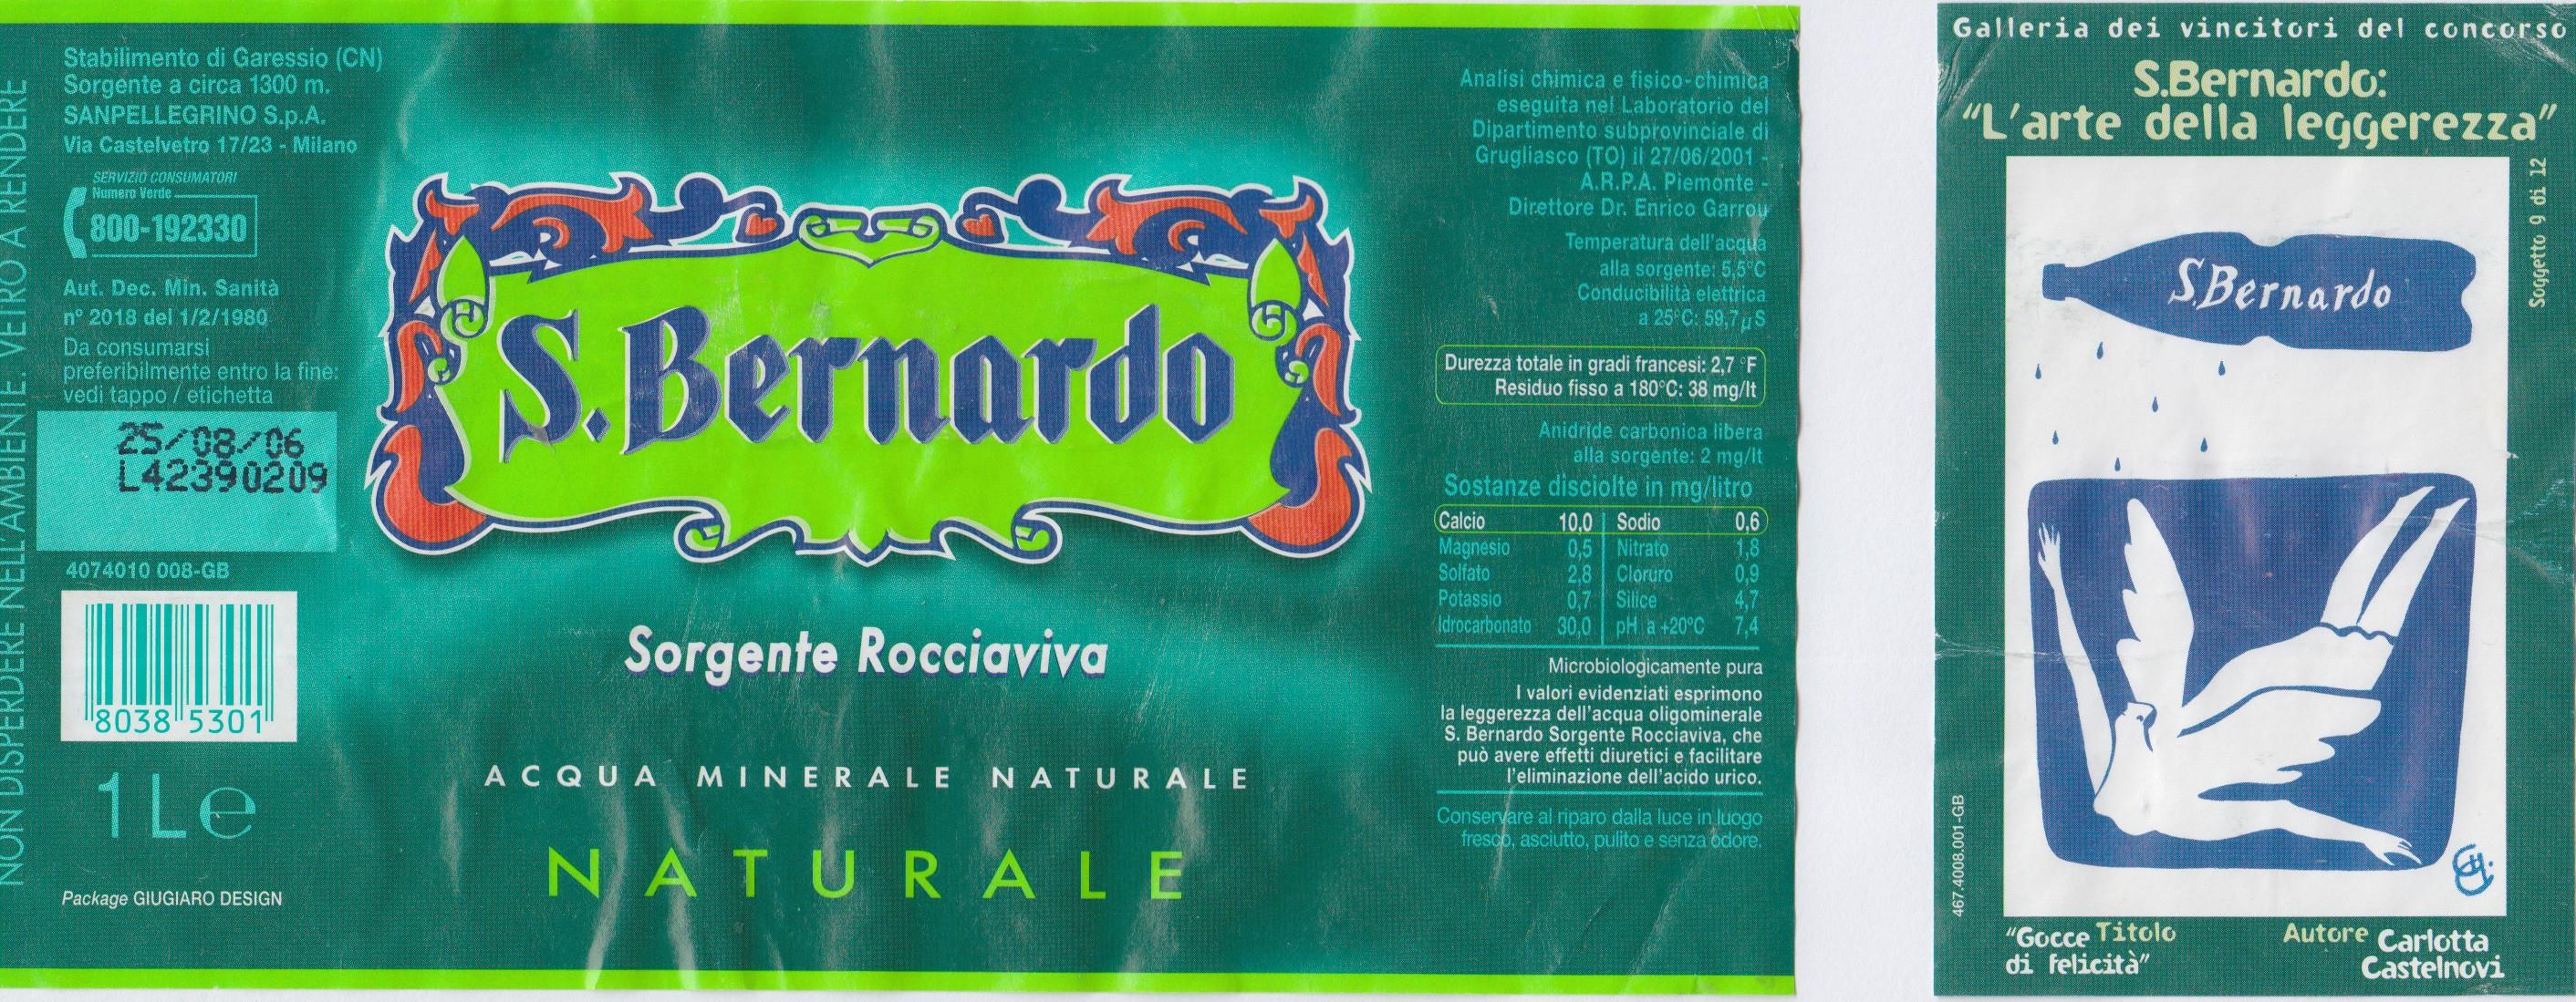 NON DISPERDERE NELL'AMBIENTE. VETRO A RENDERE
Stabilimento di Garessio (CN)
Sorgente a circa 1300 m.
SANPELLEGRINO S.p.A.
Via Castelvetro 17/23 - Milano
SERVIZIO CONSUMATORI
Numero Verde
800-192330
Aut. Dec. Min. Sanità
n° 2018 del 1/2/1980
Da consumarsi
preferibilmente entro la fine:
vedi tappo / etichetta
25/08/06
L42390209
4074010 008-GB
8038 5301
1 L e
Package GIUGIARO DESIGN
S.Bernardo
Sorgente Rocciaviva
ACQUA MINERALE NATURALE
NATURALE
Analisi chimica e fisico-chimica
eseguita nel Laboratorio del
Dipartimento subprovinciale di
Grugliasco (TO) il 27/06/2001 -
A.R.P.A. Piemonte -
Direttore Dr. Enrico Garrou
Temperatura dell'acqua
alla sorgente: 5,5°C
Conducibilità elettrica
a 25°C: 59,7µS
Durezza totale in gradi francesi: 2,7 °F
Residuo fisso a 180°C: 38 mg/lt
Anidride carbonica libera
alla sorgente: 2 mg/lt
Sostanze disciolte in mg/litro
Calcio 10,0 Sodio 0,6
Magnesio 0,5 Nitrato 1,8
Solfato 2,8 Cloruro 0,9
Potassio 0,7 Silice 4,7
Idrocarbonato 30,0 pH a +20°C 7,4
Microbiologicamente pura
I valori evidenziati esprimono
la leggerezza dell'acqua oligominerale
S. Bernardo Sorgente Rocciaviva, che
può avere effetti diuretici e facilitare
l'eliminazione dell'acido urico.
Conservare al riparo dalla luce in luogo
fresco, asciutto, pulito e senza odore.
Galleria dei vincitori del concorso
S.Bernardo:
"L'arte della leggerezza"
Sogetto 9 di 12
S.Bernardo
467.4008.001-GB
"Gocce Titolo
di felicità"
Autore Carlotta
Castelnovi